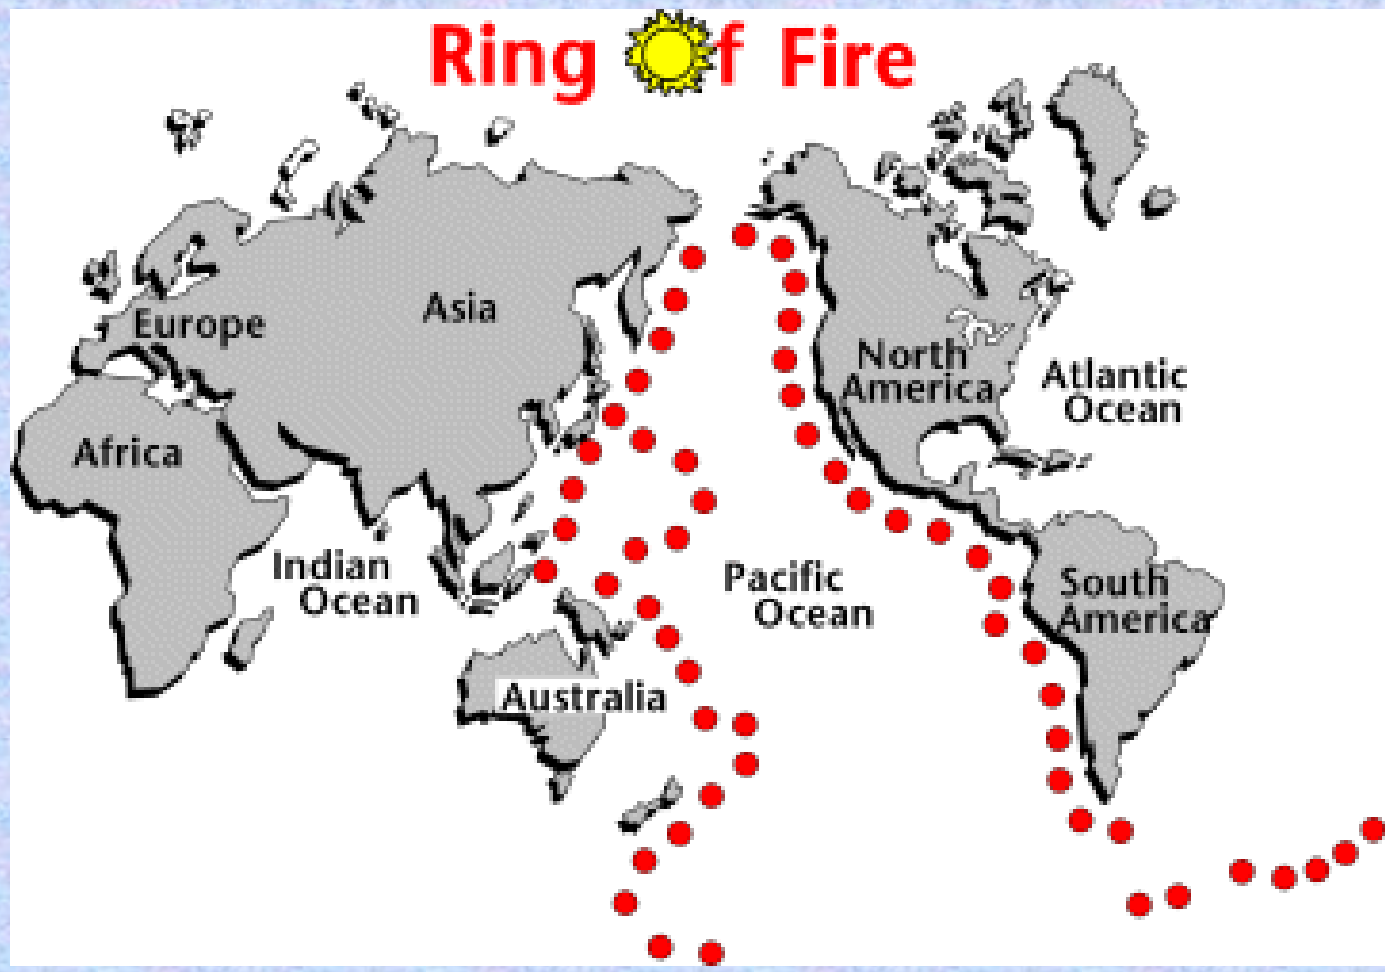 Ring Of Fire
Asia
Europe
North
America
Atlantic
Ocean
Africa
Indian
Ocean
Pacific
Ocean
South
America
Australia